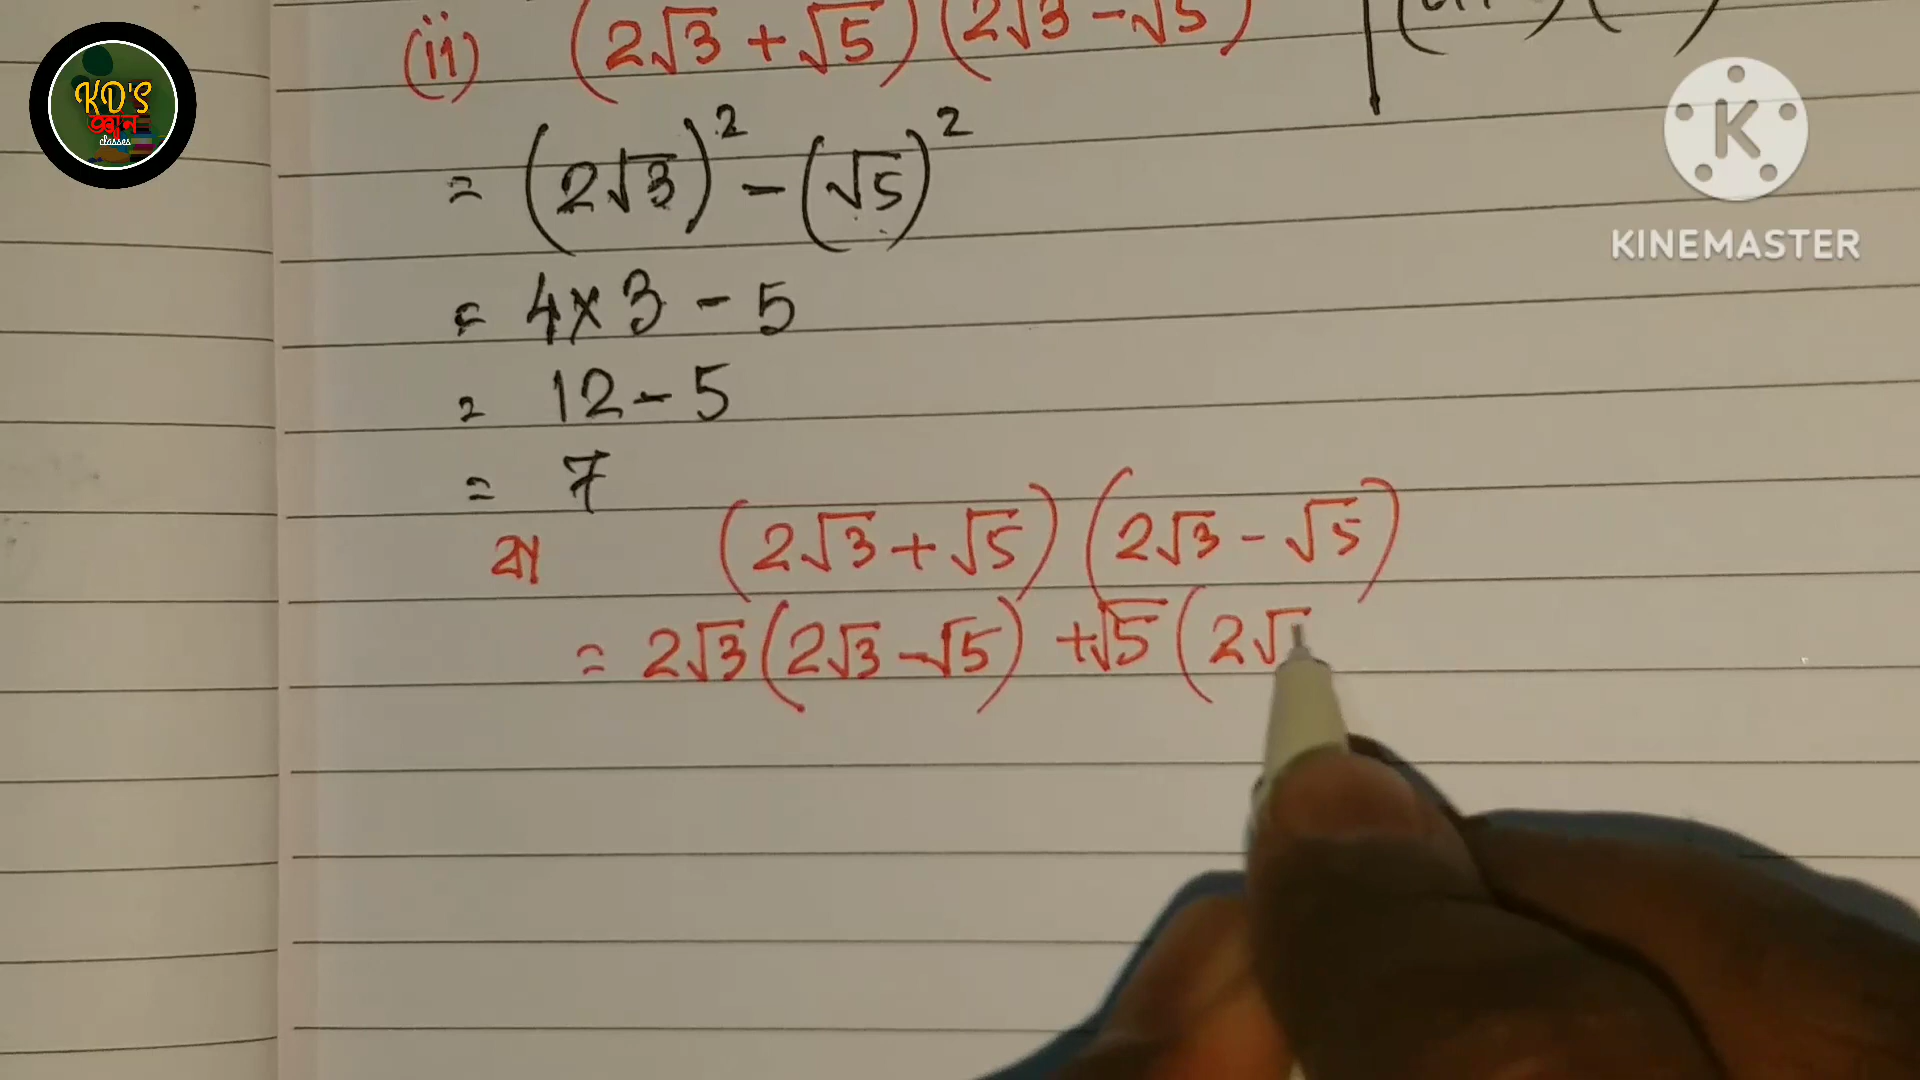 KD'S
জ্ঞান
classes
K
KINEMASTER
(ii) (2√3 + √5) (2√3 - √5)
= (2√3)² - (√5)²
= 4 × 3 - 5
= 12 - 5
= 7
বা (2√3 + √5) (2√3 - √5)
= 2√3 (2√3 - √5) + √5 (2√